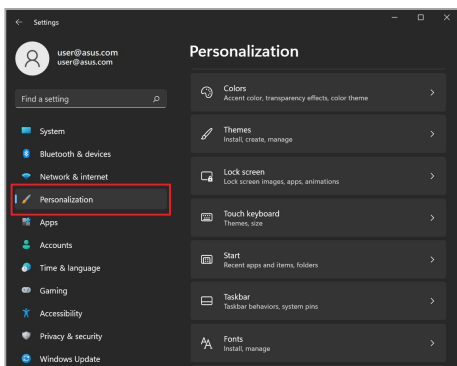 Settings
user@asus.com
user@asus.com
Find a setting
System
Bluetooth & devices
Network & internet
Personalization
Apps
Accounts
Time & language
Gaming
Accessibility
Privacy & security
Windows Update
Personalization
Colors
Accent color, transparency effects, color theme
Themes
Install, create, manage
Lock screen
Lock screen images, apps, animations
Touch keyboard
Themes, size
Start
Recent apps and items, folders
Taskbar
Taskbar behaviors, system pins
Fonts
Install, manage